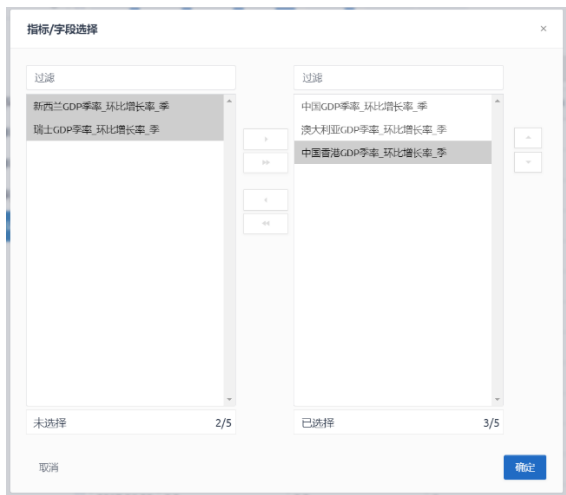 指标/字段选择
×
过滤
过滤
新西兰GDP季率_环比增长率_季
瑞士GDP季率_环比增长率_季
中国GDP季率_环比增长率_季
澳大利亚GDP季率_环比增长率_季
中国香港GDP季率_环比增长率_季
未选择 2/5
已选择 3/5
取消
确定